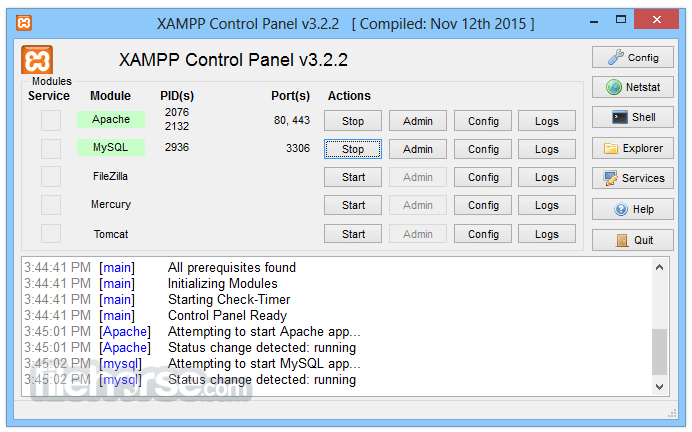 XAMPP Control Panel v3.2.2 [ Compiled: Nov 12th 2015 ]
XAMPP Control Panel v3.2.2
Config
Modules
Netstat
Service Module PID(s) Port(s) Actions
Apache 2076 2132 80, 443 Stop Admin Config Logs
Shell
MySQL 2936 3306 Stop Admin Config Logs
Explorer
FileZilla Start Admin Config Logs
Services
Mercury Start Admin Config Logs
Help
Tomcat Start Admin Config Logs
Quit
3:44:41 PM [main] All prerequisites found
3:44:41 PM [main] Initializing Modules
3:44:41 PM [main] Starting Check-Timer
3:44:41 PM [main] Control Panel Ready
3:45:01 PM [Apache] Attempting to start Apache app...
3:45:01 PM [Apache] Status change detected: running
3:45:02 PM [mysql] Attempting to start MySQL app...
3:45:02 PM [mysql] Status change detected: running
filehorse.com